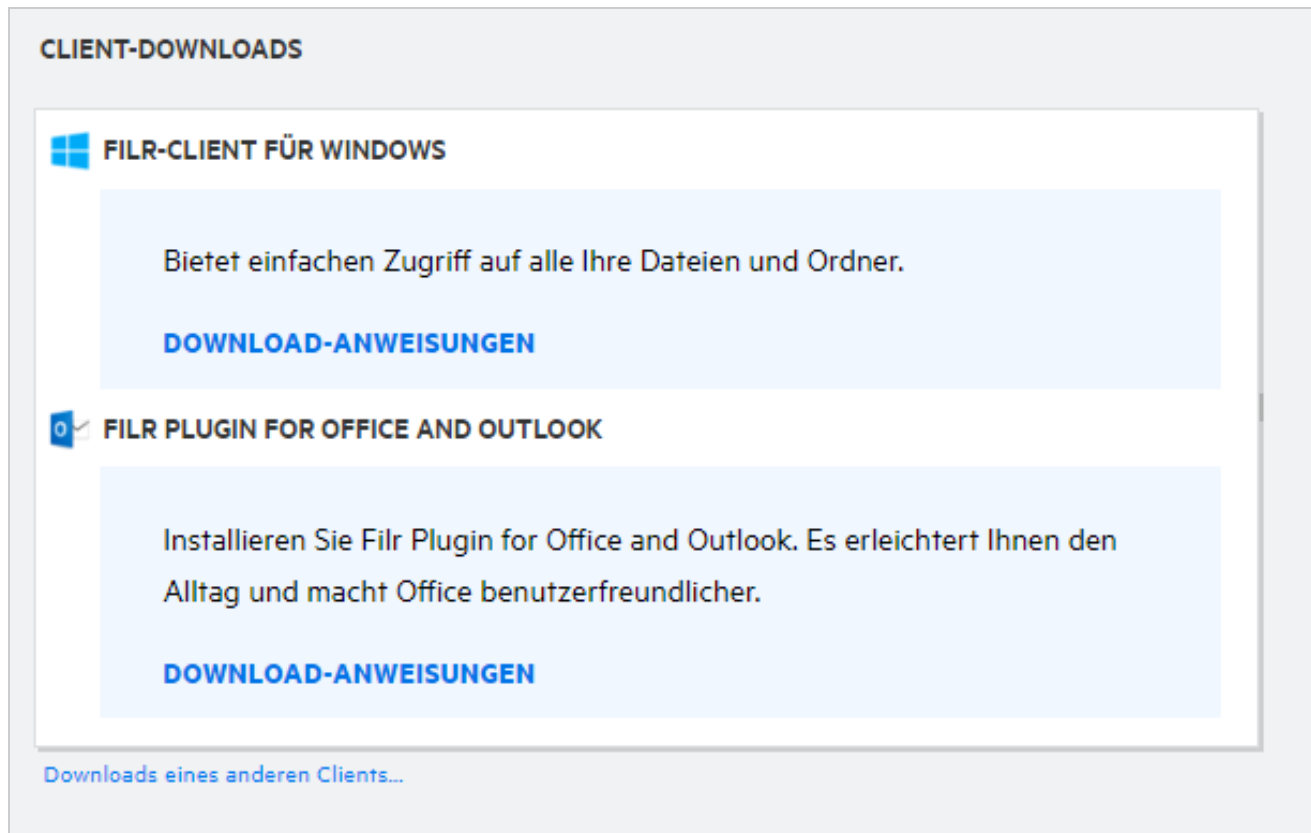 CLIENT-DOWNLOADS
FILR-CLIENT FÜR WINDOWS
Bietet einfachen Zugriff auf alle Ihre Dateien und Ordner.
DOWNLOAD-ANWEISUNGEN
FILR PLUGIN FOR OFFICE AND OUTLOOK
Installieren Sie Filr Plugin for Office and Outlook. Es erleichtert Ihnen den
Alltag und macht Office benutzerfreundlicher.
DOWNLOAD-ANWEISUNGEN
Downloads eines anderen Clients...